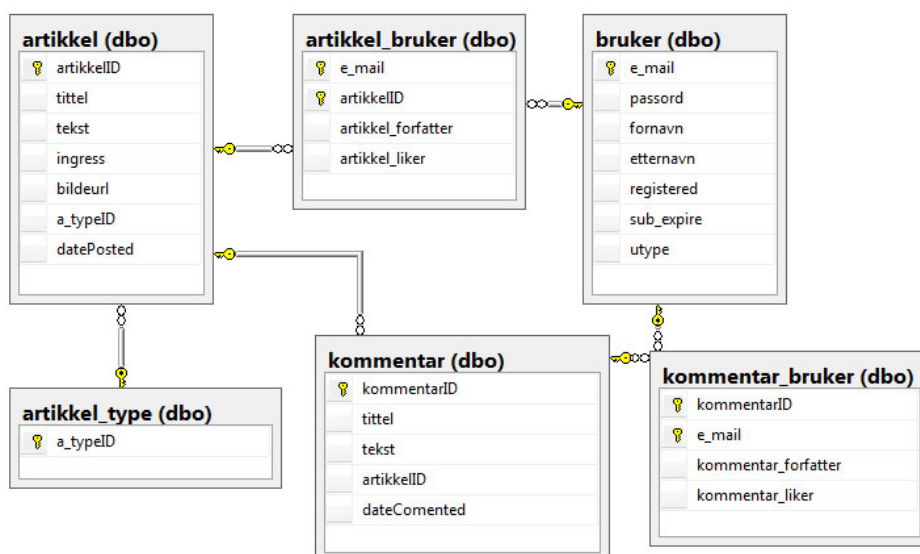 artikkel (dbo)
artikkelID
tittel
tekst
ingress
bildeurl
a_typeID
datePosted
artikkel_bruker (dbo)
e_mail
artikkelID
artikkel_forfatter
artikkel_liker
bruker (dbo)
e_mail
passord
fornavn
etternavn
registered
sub_expire
utype
artikkel_type (dbo)
a_typeID
kommentar (dbo)
kommentarID
tittel
tekst
artikkelID
dateComented
kommentar_bruker (dbo)
kommentarID
e_mail
kommentar_forfatter
kommentar_liker